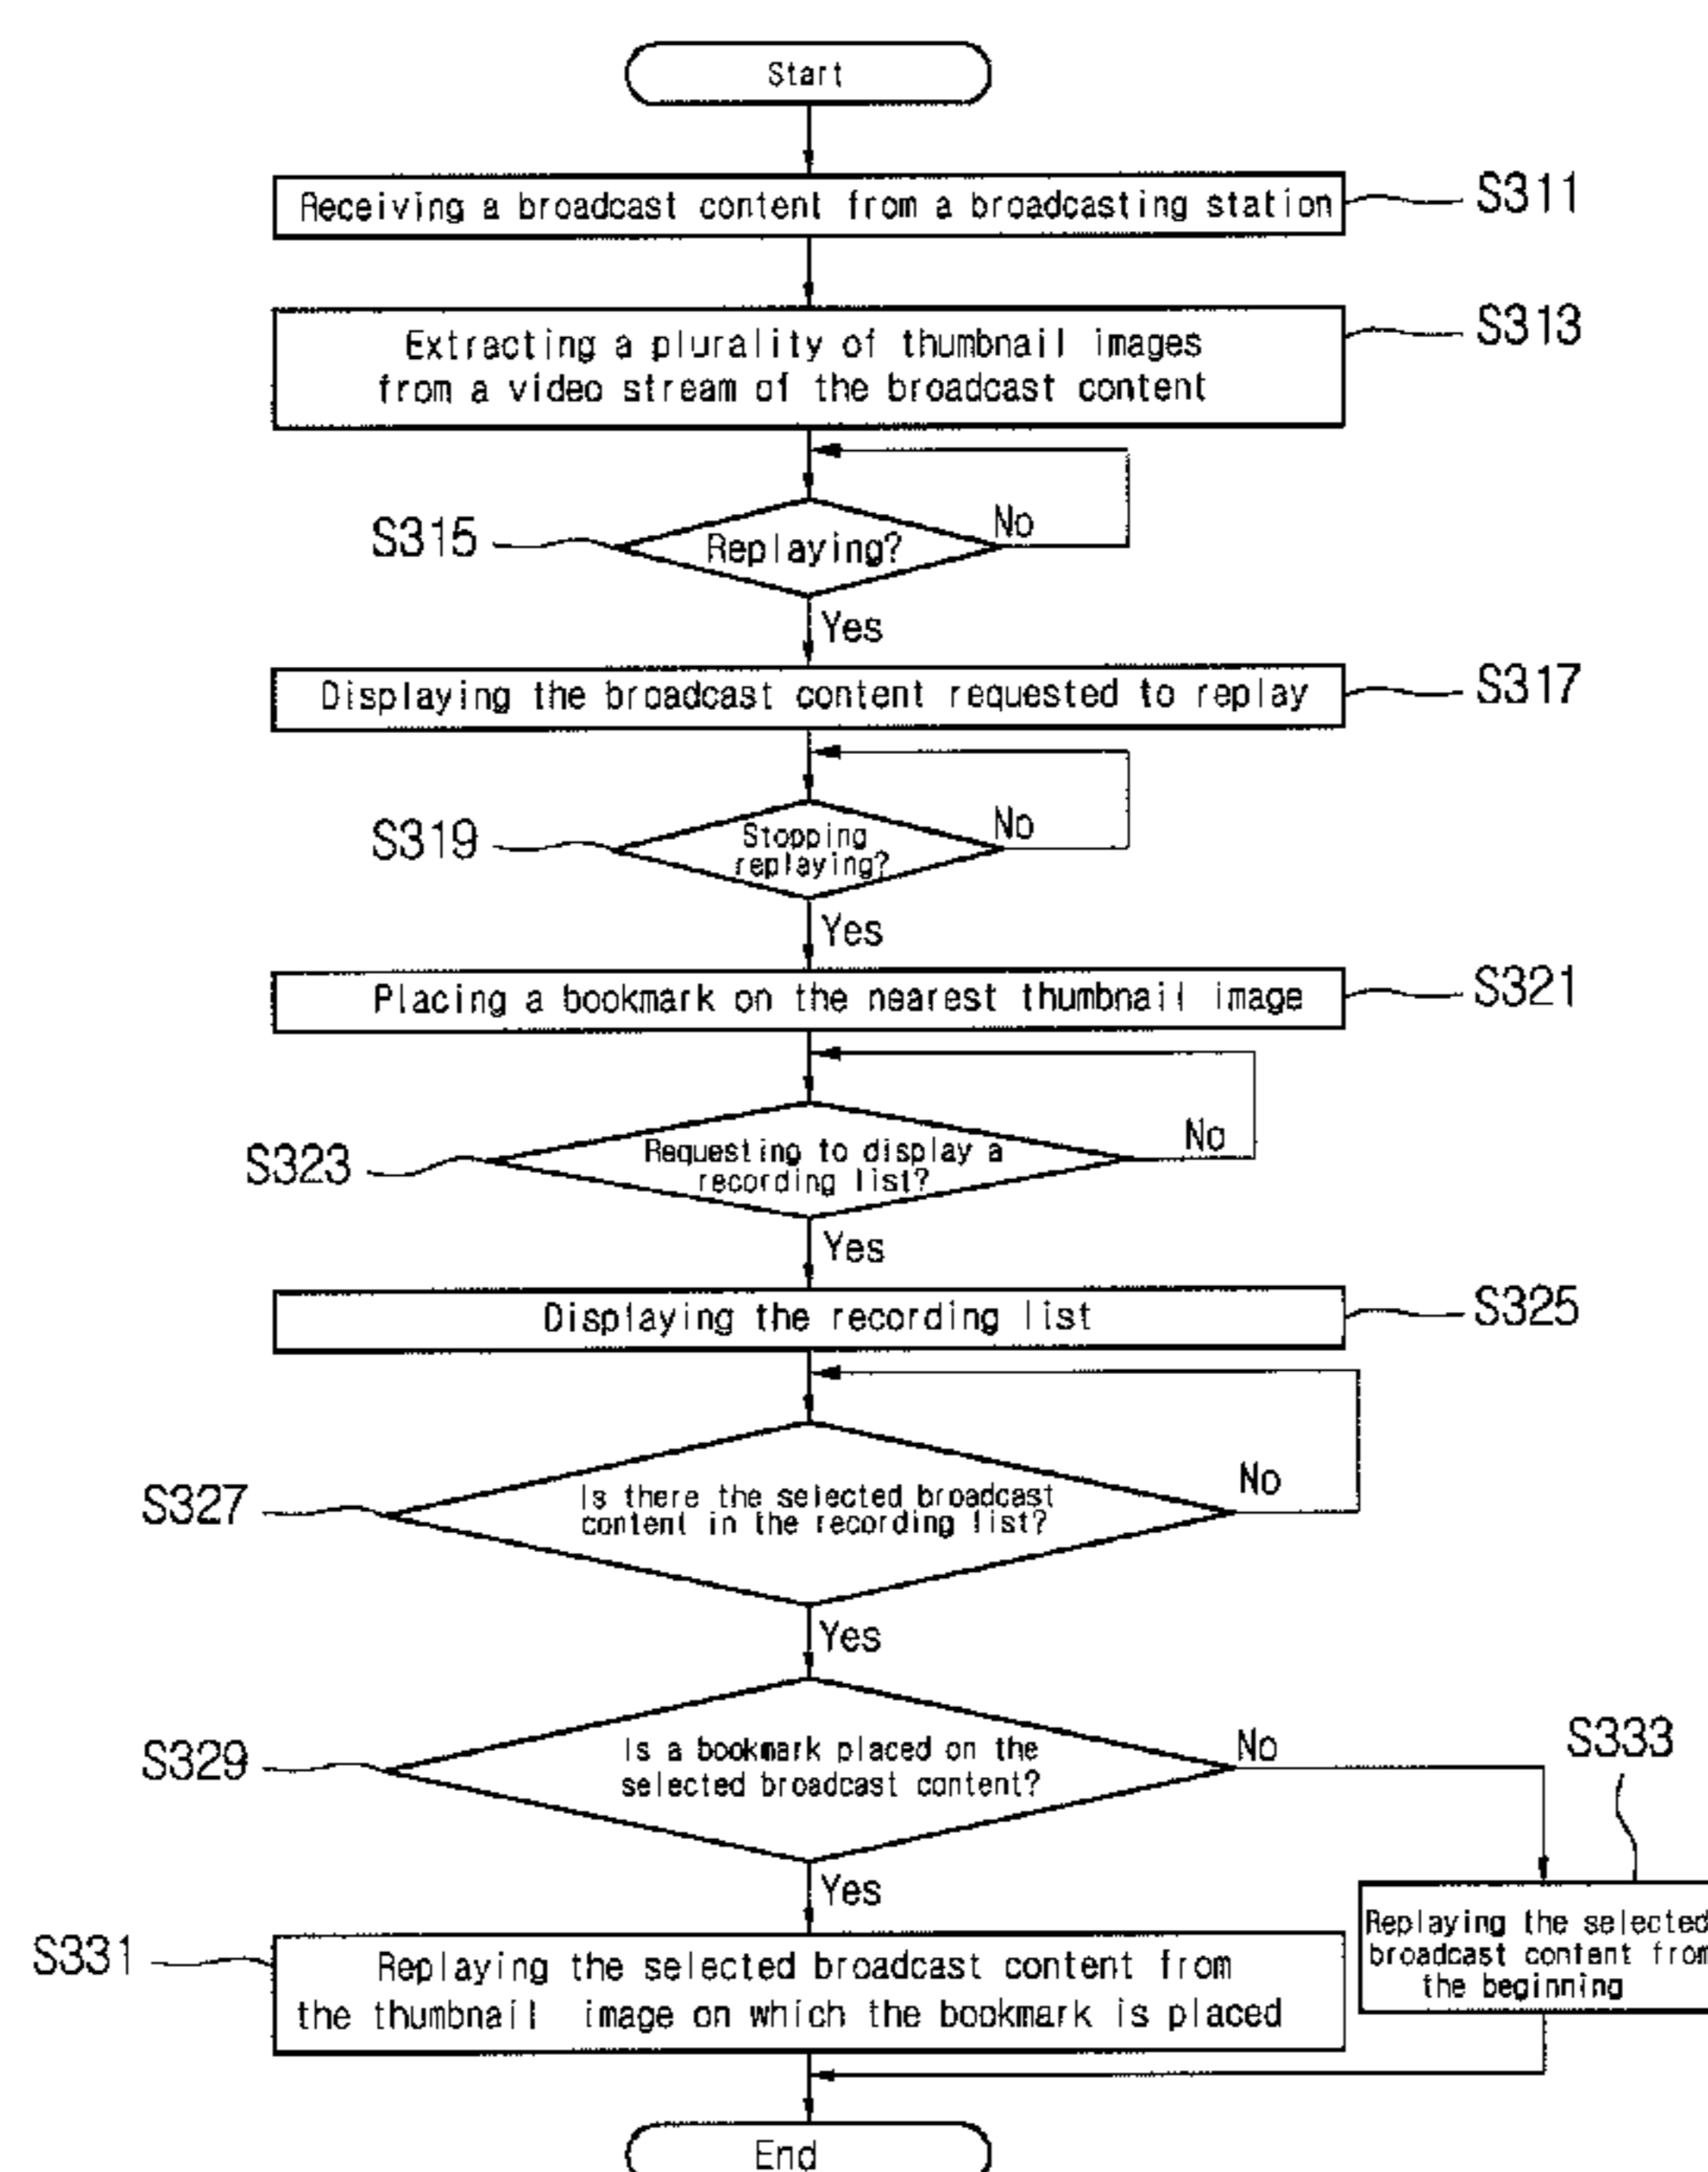 Start
Receiving a broadcast content from a broadcasting station
S311
Extracting a plurality of thumbnail images
from a video stream of the broadcast content
S313
S315
Replaying?
No
Yes
Displaying the broadcast content requested to replay
S317
S319
Stopping
replaying?
No
Yes
Placing a bookmark on the nearest thumbnail image
S321
S323
Requesting to display a
recording list?
No
Yes
Displaying the recording list
S325
S327
Is there the selected broadcast
content in the recording list?
No
Yes
S329
Is a bookmark placed on the
selected broadcast content?
No
S333
Yes
S331
Replaying the selected broadcast content from
the thumbnail image on which the bookmark is placed
Replaying the selected
broadcast content from
the beginning
End